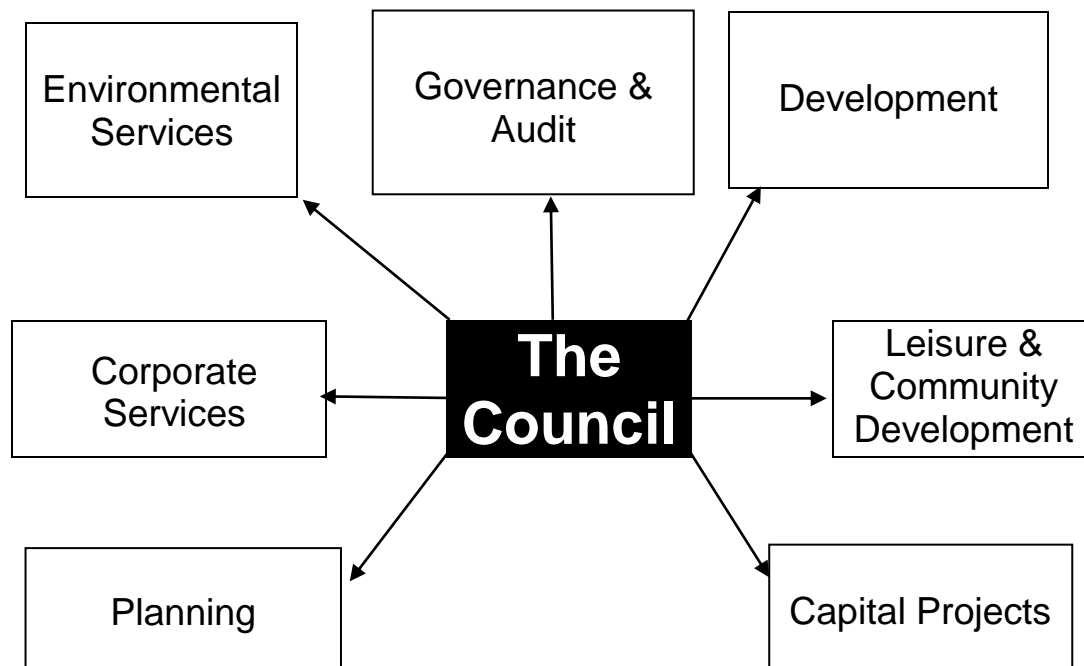 Environmental
Services
Governance &
Audit
Development
Corporate
Services
The
Council
Leisure &
Community
Development
Planning
Capital Projects